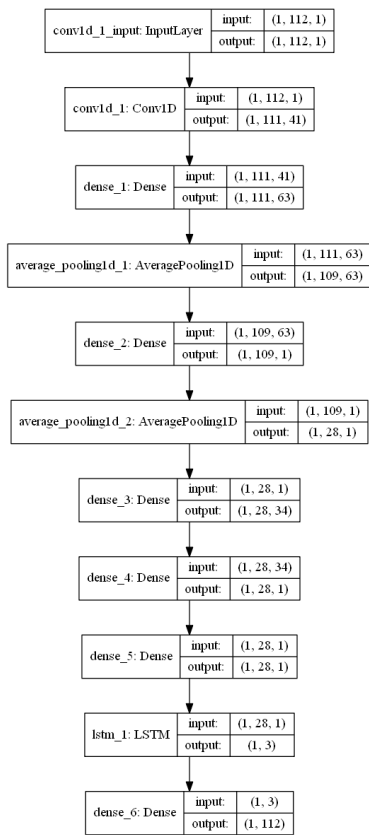 conv1d_1_input: InputLayer input: (1, 112, 1)
output: (1, 112, 1)
conv1d_1: Conv1D input: (1, 112, 1)
output: (1, 111, 41)
dense_1: Dense input: (1, 111, 41)
output: (1, 111, 63)
average_pooling1d_1: AveragePooling1D input: (1, 111, 63)
output: (1, 109, 63)
dense_2: Dense input: (1, 109, 63)
output: (1, 109, 1)
average_pooling1d_2: AveragePooling1D input: (1, 109, 1)
output: (1, 28, 1)
dense_3: Dense input: (1, 28, 1)
output: (1, 28, 34)
dense_4: Dense input: (1, 28, 34)
output: (1, 28, 1)
dense_5: Dense input: (1, 28, 1)
output: (1, 28, 1)
lstm_1: LSTM input: (1, 28, 1)
output: (1, 3)
dense_6: Dense input: (1, 3)
output: (1, 112)